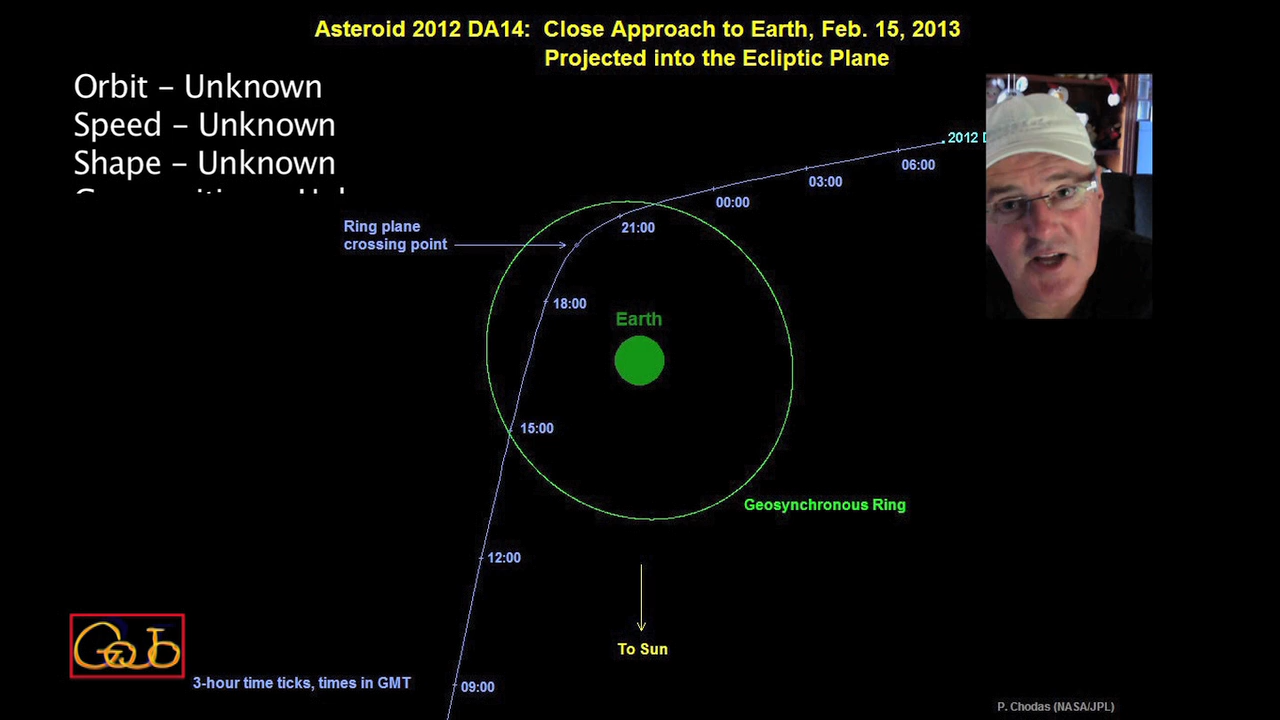 Asteroid 2012 DA14: Close Approach to Earth, Feb. 15, 2013
Projected into the Ecliptic Plane
Orbit – Unknown
Speed – Unknown
Shape – Unknown
2012 D
06:00
03:00
00:00
21:00
Ring plane
crossing point
18:00
Earth
15:00
Geosynchronous Ring
12:00
To Sun
3-hour time ticks, times in GMT
09:00
P. Chodas (NASA/JPL)